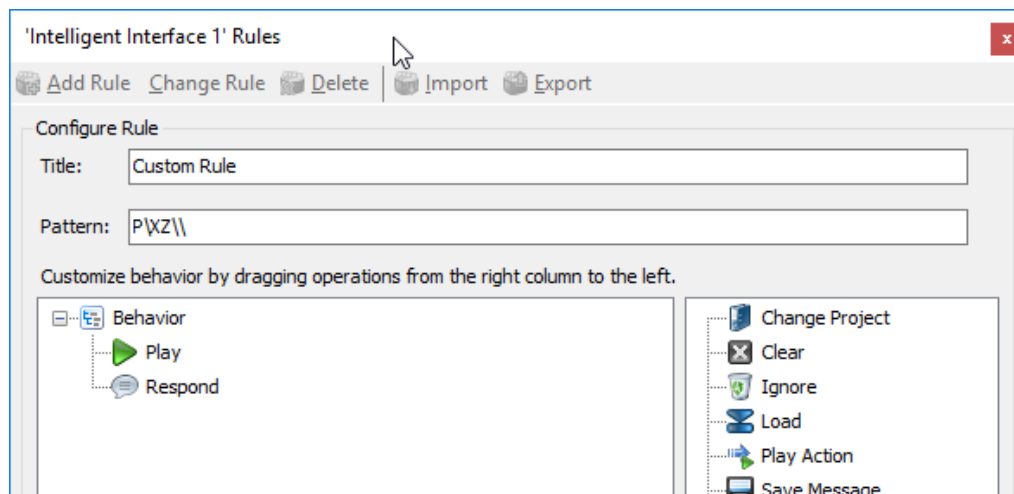 'Intelligent Interface 1' Rules
x
Add Rule Change Rule Delete Import Export
Configure Rule
Title: Custom Rule
Pattern: P\XZ\\
Customize behavior by dragging operations from the right column to the left.
Behavior
Play
Respond
Change Project
Clear
Ignore
Load
Play Action
Save Message